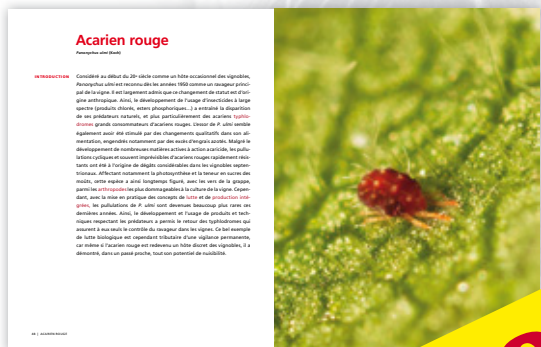 Acarien rouge
Panonychus ulmi (Koch)
INTRODUCTION
Considéré au début du 20e siècle comme un hôte occasionnel des vignobles,
Panonychus ulmi est reconnu dès les années 1950 comme un ravageur princi-
pal de la vigne. Il est largement admis que ce changement de statut est d'ori-
gine anthropique. Ainsi, le développement de l'usage d'insecticides à large
spectre (produits chlorés, esters phosphoriques...) a entraîné la disparition
de ses prédateurs naturels, et plus particulièrement des acariens typhlo-
dromes grands consommateurs d'acariens rouges. L'essor de P. ulmi semble
également avoir été stimulé par des changements qualitatifs dans son ali-
mentation, engendrés notamment par des excès d'engrais azotés. Malgré le
développement de nombreuses matières actives à action acaricide, les pullu-
lations cycliques et souvent imprévisibles d'acariens rouges rapidement résis-
tants ont été à l'origine de dégâts considérables dans les vignobles septen-
trionaux. Affectant notamment la photosynthèse et la teneur en sucres des
moûts, cette espèce a ainsi longtemps figuré, avec les vers de la grappe,
parmi les arthropodes les plus dommageables à la culture de la vigne. Cepen-
dant, avec la mise en pratique des concepts de lutte et de production inté-
grées, les pullulations de P. ulmi sont devenues beaucoup plus rares ces
dernières années. Ainsi, le développement et l'usage de produits et tech-
niques respectant les prédateurs a permis le retour des typhlodromes qui
assurent à eux seuls le contrôle du ravageur dans les vignes. Ce bel exemple
de lutte biologique est cependant tributaire d'une vigilance permanente,
car même si l'acarien rouge est redevenu un hôte discret des vignobles, il a
démontré, dans un passé proche, tout son potentiel de nuisibilité.
ACARIEN ROUGE